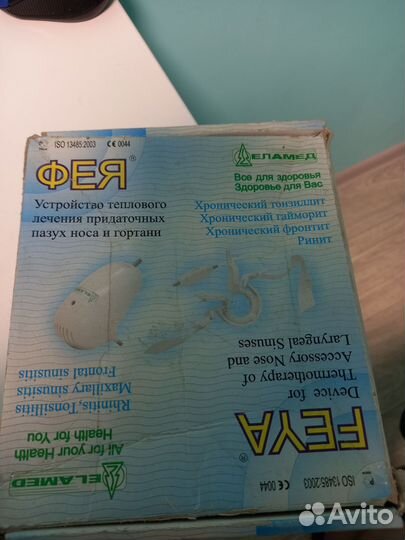 ISO 13485:2003 CE 0044
ФЕЯ®
Устройство теплового
лечения придаточных
пазух носа и гортани
ЕЛАМЕД
Все для здоровья
Здоровье для Вас
Хронический тонзиллит
Хронический гайморит
Хронический фронтит
Ринит
ЕЛАМЕД
ISO 13485:2003 CE 0044
FEYA®
Device for
Thermotherapy of
Accessory Nose and
Laryngeal Sinuses
ELAMED
All for your Health
Health for You
Rhinitis, Tonsillitis
Maxillary sinusitis
Frontal sinusitis
Avito